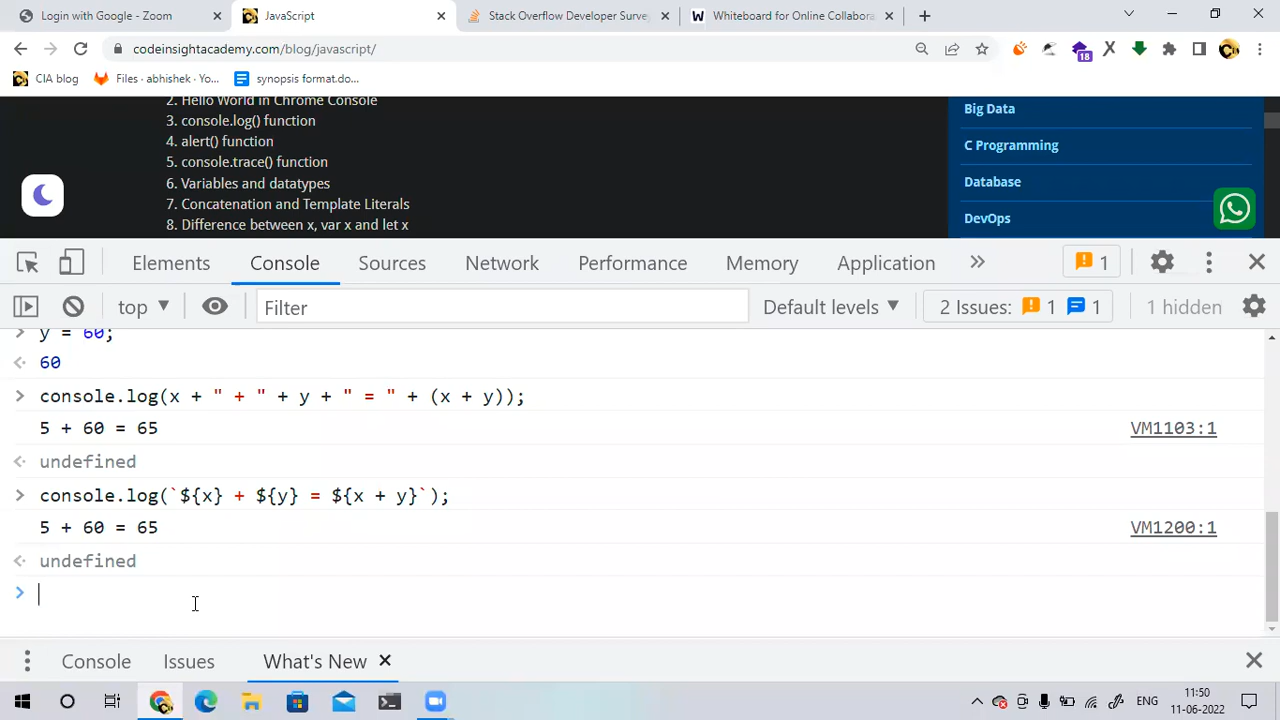 Login with Google - Zoom
JavaScript
Stack Overflow Developer Surve
Whiteboard for Online Collabora
codeinsightacademy.com/blog/javascript/
18
CIA blog
Files · abhishek · Yo...
synopsis format.do...
2. Hello World in Chrome Console
3. console.log() function
4. alert() function
5. console.trace() function
6. Variables and datatypes
7. Concatenation and Template Literals
8. Difference between x, var x and let x
Big Data
C Programming
Database
DevOps
Elements Console Sources Network Performance Memory Application » 1
top Filter Default levels 2 Issues: 1 1 1 hidden
> y = 60;
60
> console.log(x + " + " + y + " = " + (x + y));
5 + 60 = 65 VM1103:1
undefined
> console.log(`${x} + ${y} = ${x + y}`);
5 + 60 = 65 VM1200:1
undefined
>
Console Issues What's New
ENG
11:50
11-06-2022